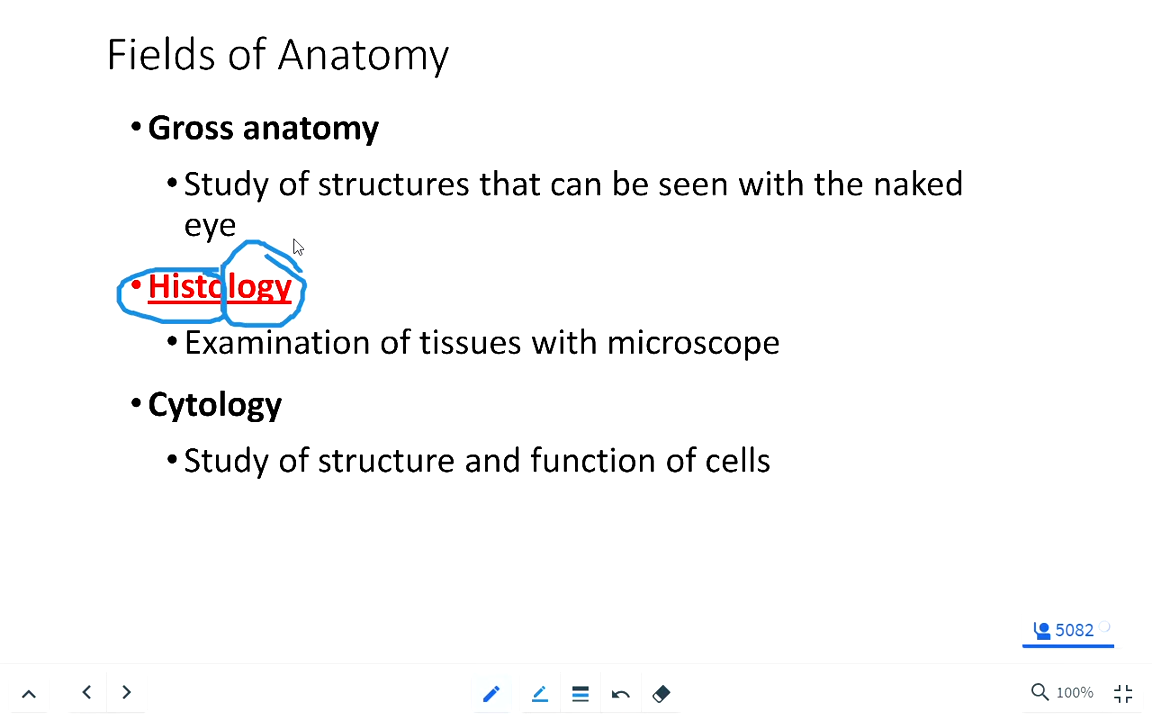 Fields of Anatomy
• Gross anatomy
• Study of structures that can be seen with the naked
eye
• Histology
• Examination of tissues with microscope
• Cytology
• Study of structure and function of cells
5082
100%